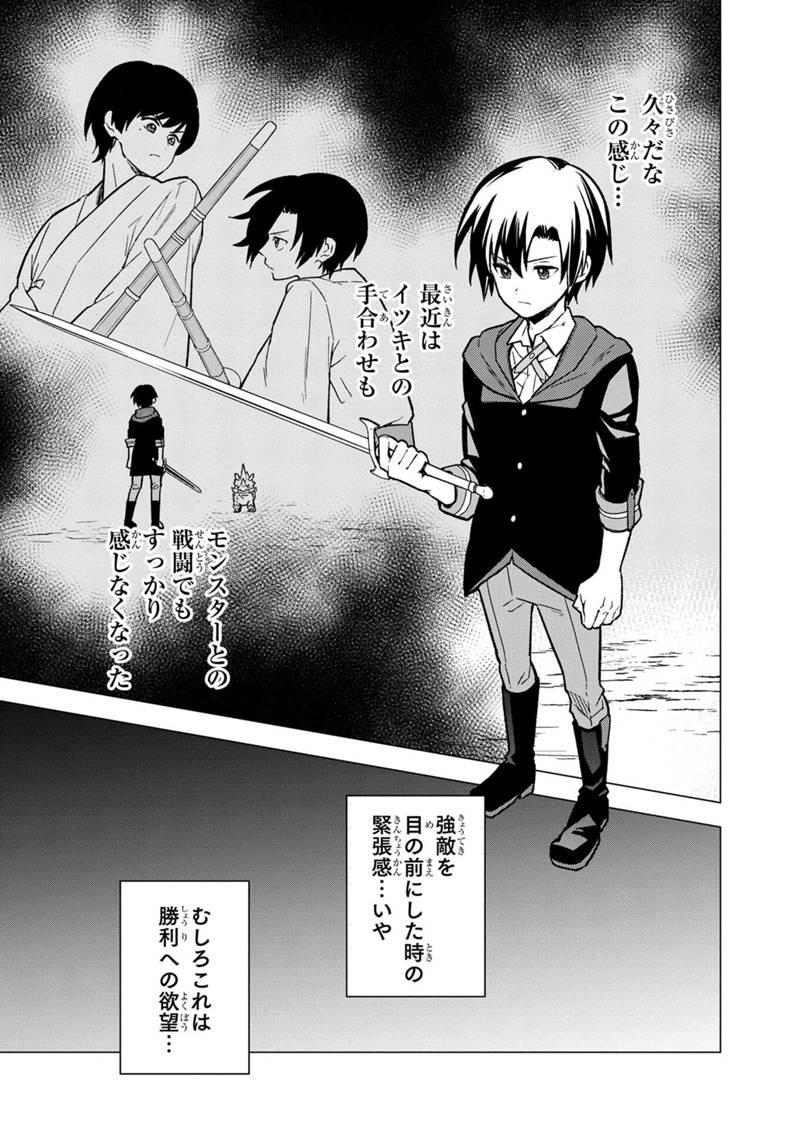 久々だな
この感じ…
最近は
イツキとの
手合わせも
モンスターとの
戦闘でも
すっかり
感じなくなった
強敵を
目の前にした時の
緊張感…いや
むしろこれは
勝利への欲望…